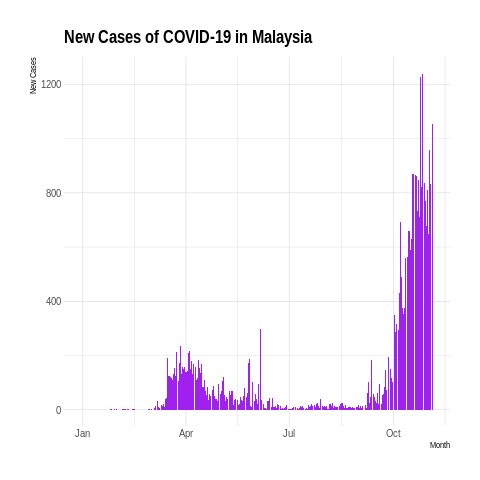 New Cases of COVID-19 in Malaysia
New Cases
1200
800
400
0
Jan Apr Jul Oct
Month